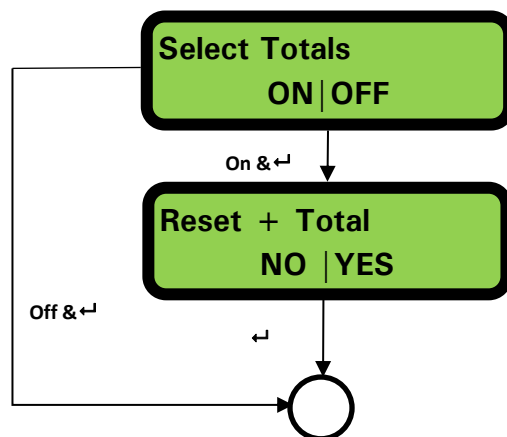 Select Totals
ON|OFF
On & ↵
Reset + Total
NO |YES
Off & ↵
↵